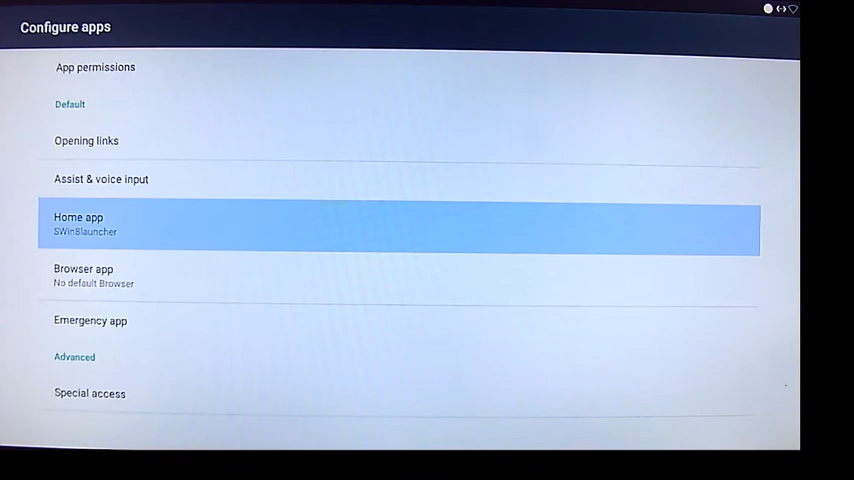 Configure apps
App permissions
Default
Opening links
Assist & voice input
Home app
SWin8launcher
Browser app
No default Browser
Emergency app
Advanced
Special access